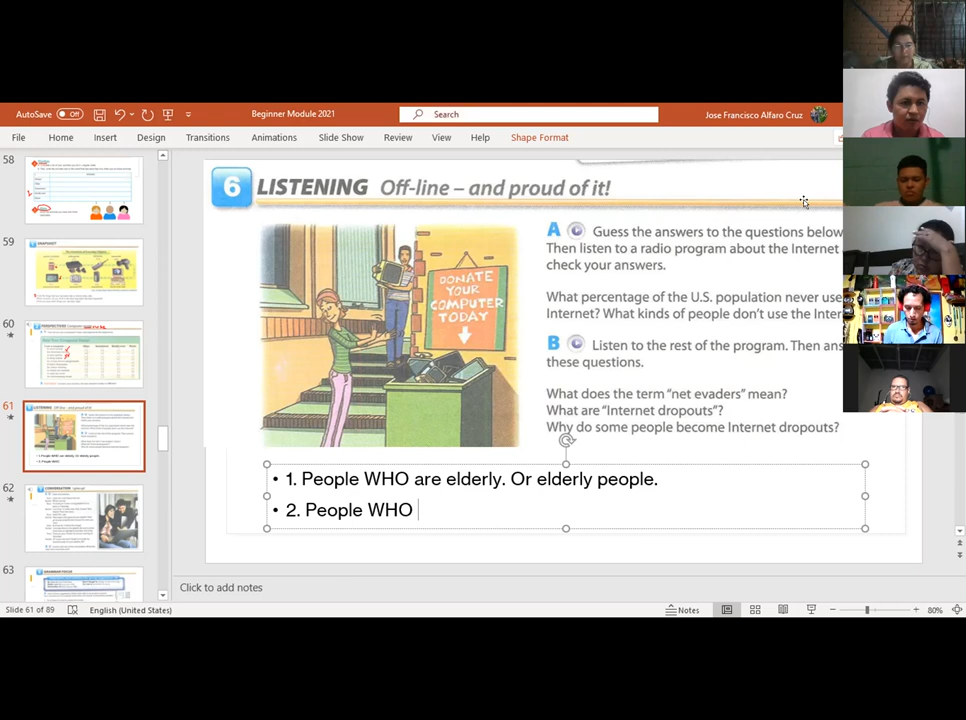 AutoSave
Off
Beginner Module 2021
Search
Jose Francisco Alfaro Cruz
File Home Insert Design Transitions Animations Slide Show Review View Help Shape Format
58
59
60
61
62
63
6 LISTENING Off-line – and proud of it!
DONATE
YOUR
COMPUTER
TODAY
A Guess the answers to the questions below
Then listen to a radio program about the Internet
check your answers.
What percentage of the U.S. population never use
Internet? What kinds of people don't use the
B Listen to the rest of the program. Then
these questions.
What does the term "net evaders" mean?
What are "Internet dropouts"?
Why do some people become Internet dropouts?
• 1. People WHO are elderly. Or elderly people.
• 2. People WHO
Click to add notes
Slide 61 of 89 English (United States) Notes 80%